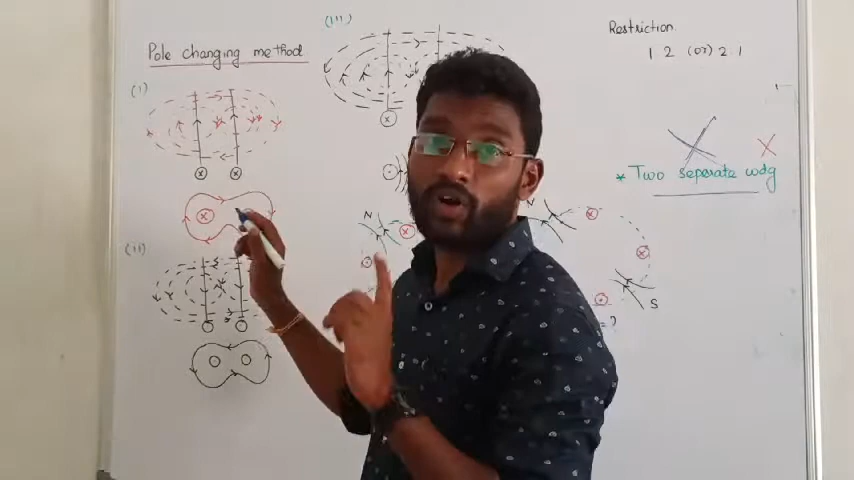 Pole changing method
(I)
(II)
(III)
N
N
S
= ?
Restriction
1 2 (or) 2:1
* Two seperate wdg